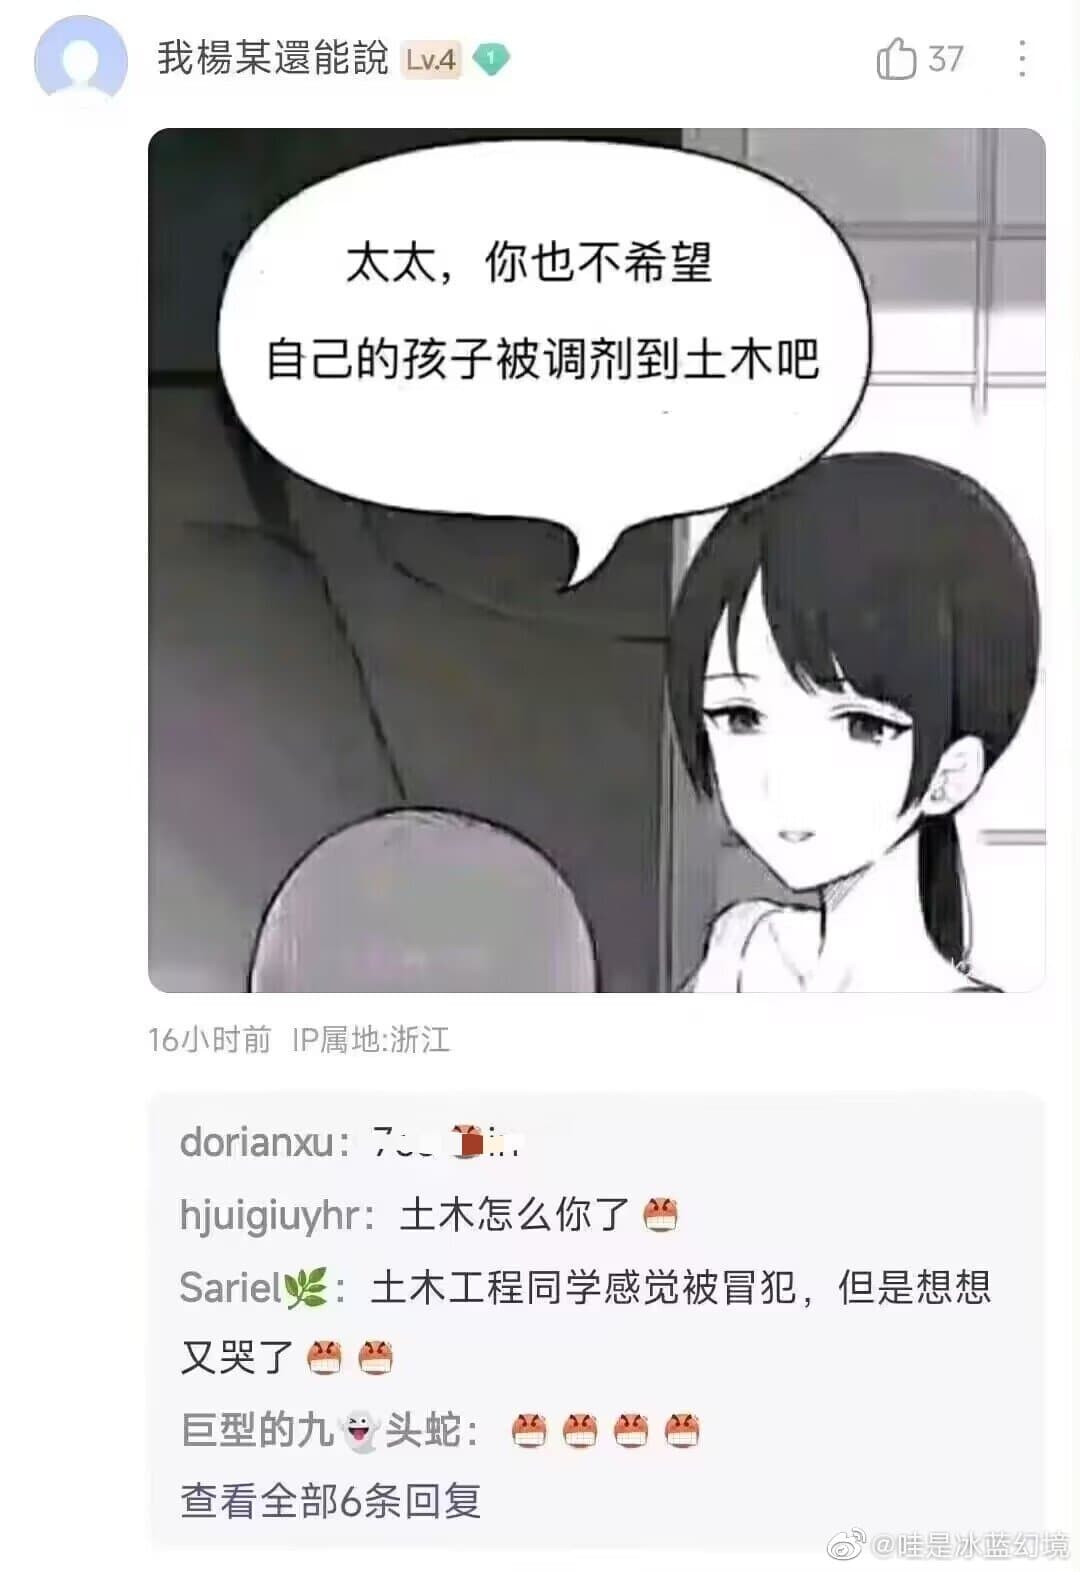 我楊某還能說 Lv.4 1 37
太太，你也不希望
自己的孩子被调剂到土木吧
16小时前 IP属地:浙江
dorianxu：
hjuigiuyhr：土木怎么你了
Sariel🌿：土木工程同学感觉被冒犯，但是想想
又哭了
巨型的九👻头蛇：
查看全部6条回复
@哇是冰蓝幻境